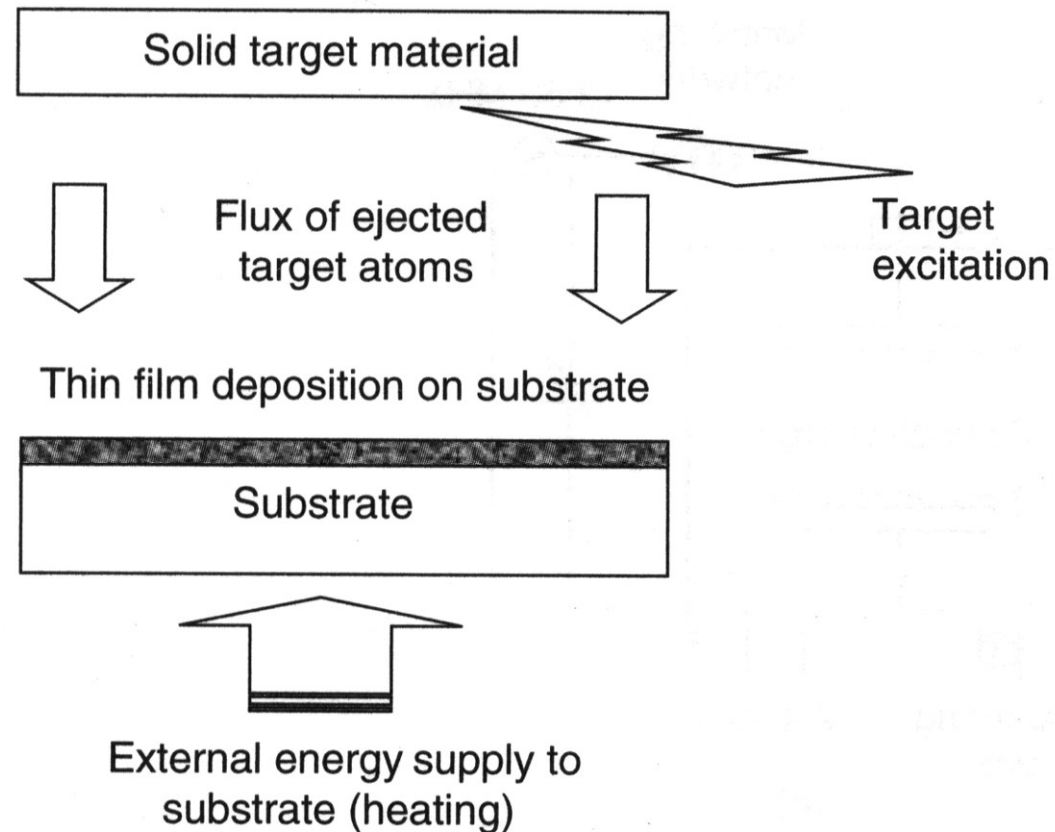 Solid target material
Flux of ejected
target atoms
Target
excitation
Thin film deposition on substrate
Substrate
External energy supply to
substrate (heating)